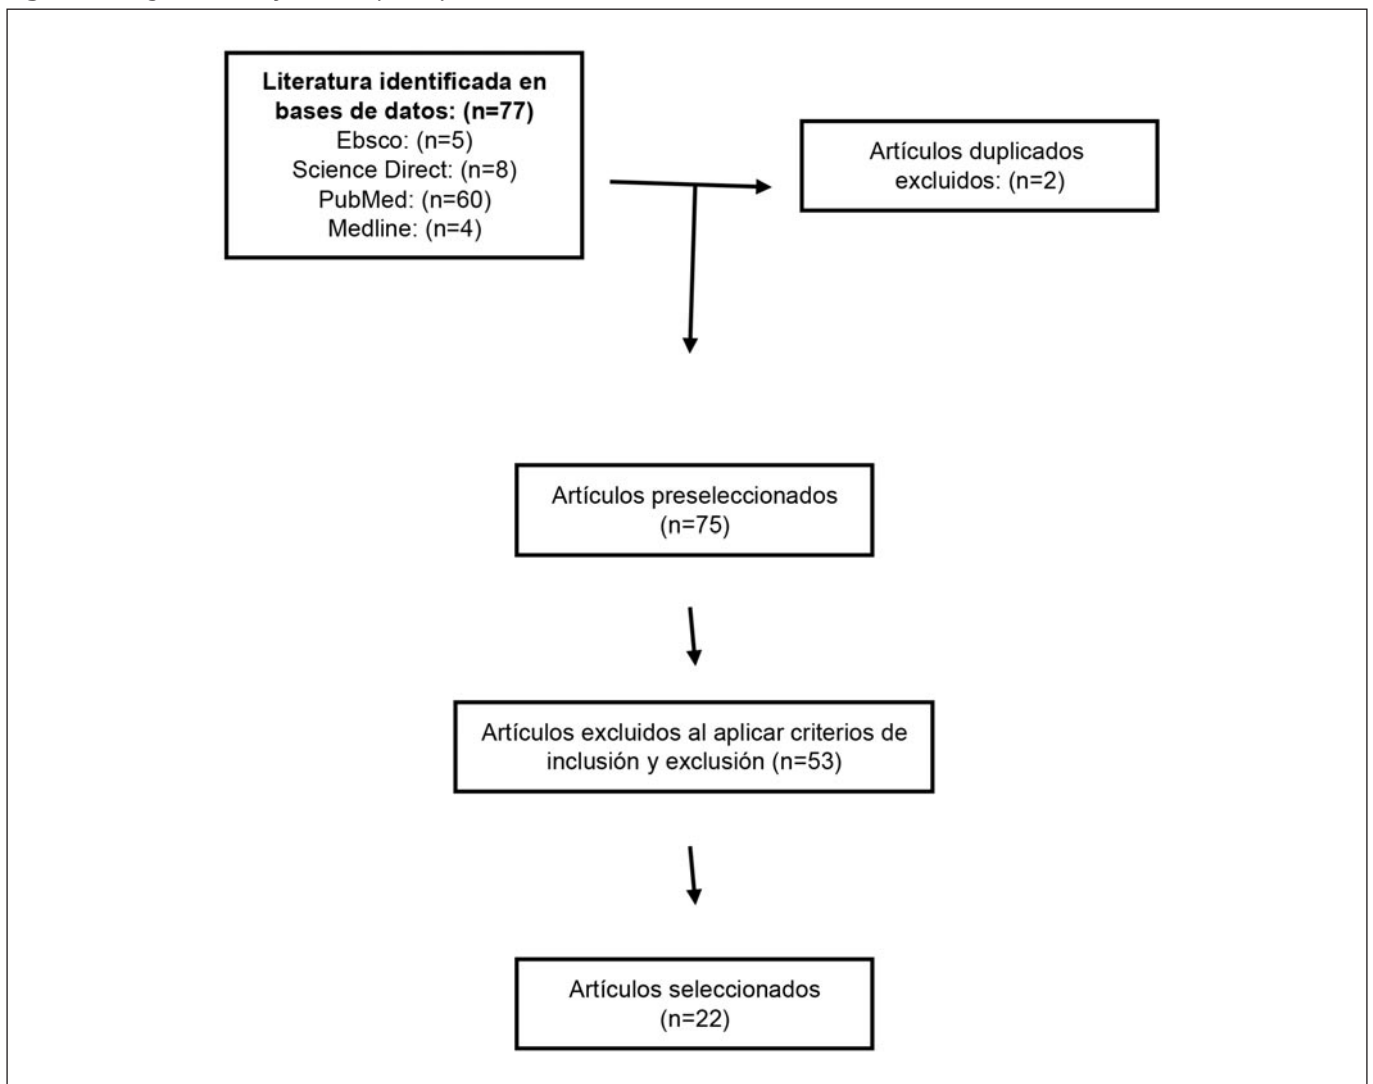 Literatura identificada en
bases de datos: (n=77)
Ebsco: (n=5)
Science Direct: (n=8)
PubMed: (n=60)
Medline: (n=4)
Artículos duplicados
excluidos: (n=2)
Artículos preseleccionados
(n=75)
Artículos excluidos al aplicar criterios de
inclusión y exclusión (n=53)
Artículos seleccionados
(n=22)